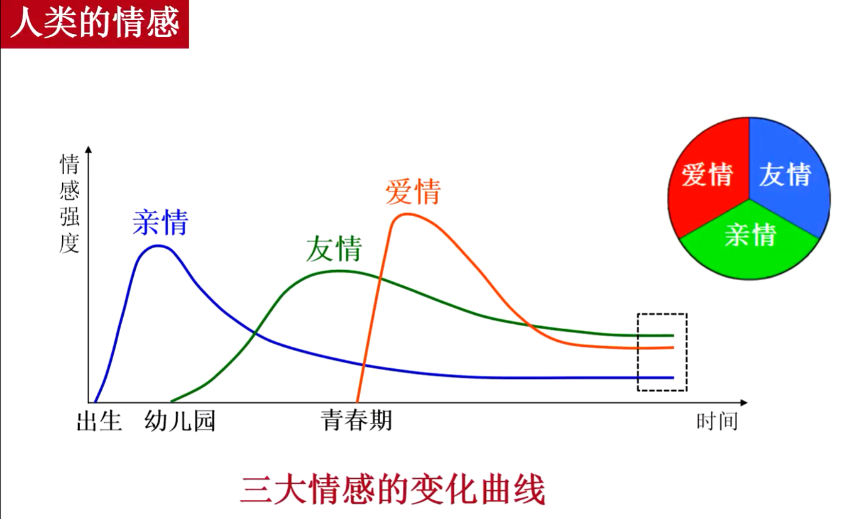 人类的情感
情感强度
亲情
友情
爱情
爱情
友情
亲情
出生
幼儿园
青春期
时间
三大情感的变化曲线